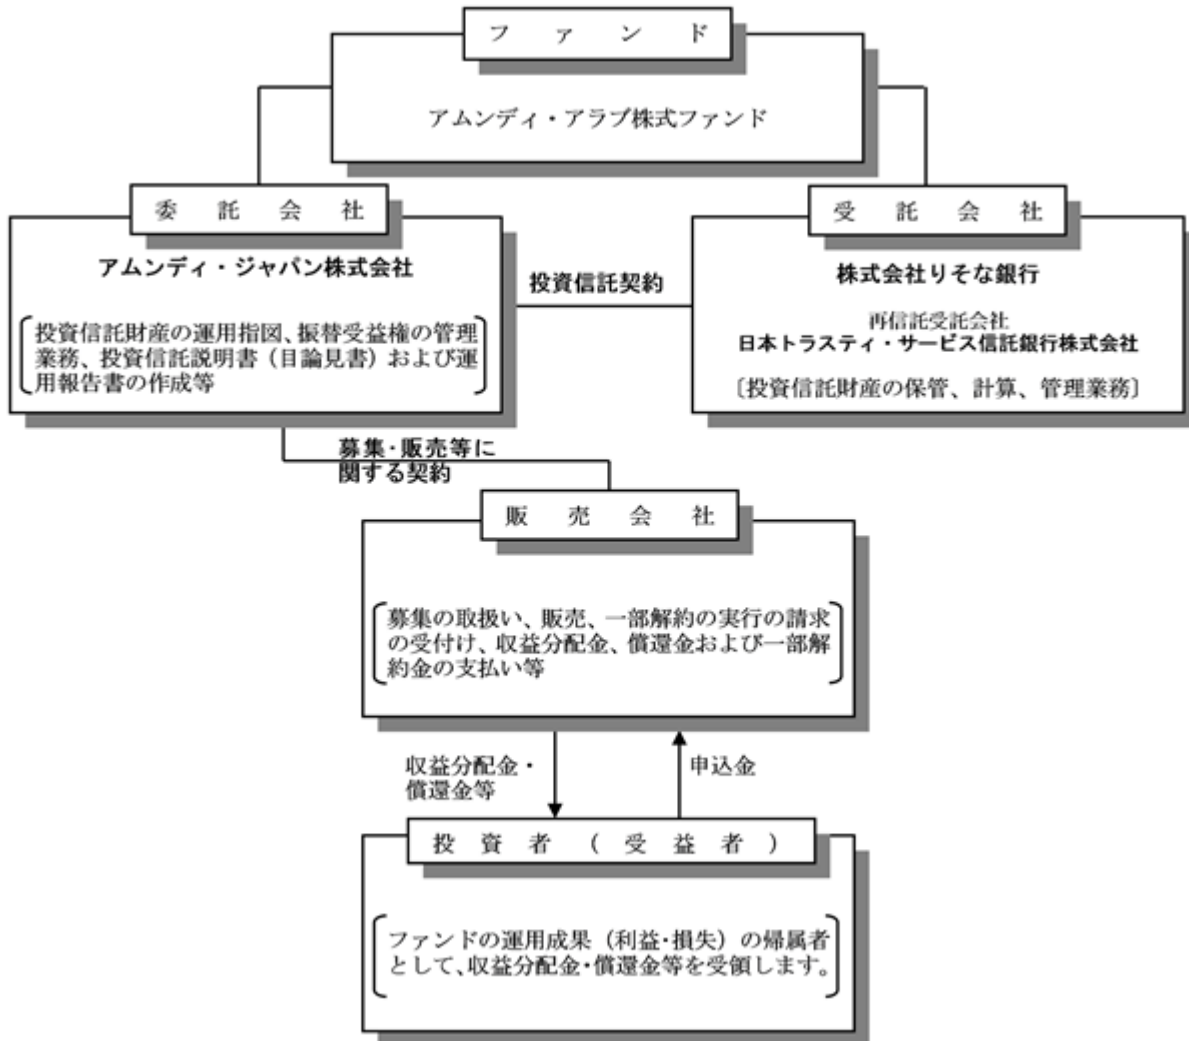 ファンド
アムンディ・アラブ株式ファンド
委託会社
アムンディ・ジャパン株式会社
投資信託財産の運用指図、振替受益権の管理
業務、投資信託説明書（目論見書）および運
用報告書の作成等
投資信託契約
受託会社
株式会社りそな銀行
再信託受託会社
日本トラスティ・サービス信託銀行株式会社
〔投資信託財産の保管、計算、管理業務〕
募集・販売等に
関する契約
販売会社
募集の取扱い、販売、一部解約の実行の請求
の受付け、収益分配金、償還金および一部解
約金の支払い等
収益分配金・
償還金等
申込金
投資者（受益者）
ファンドの運用成果（利益・損失）の帰属者
として、収益分配金・償還金等を受領します。